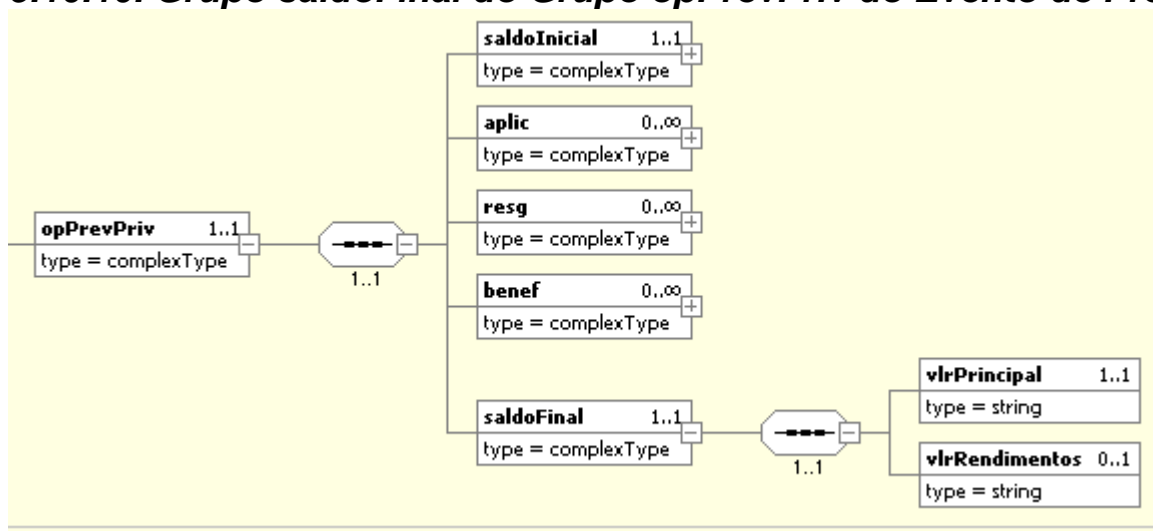 saldoInicial 1..1
type = complexType
aplic 0..∞
type = complexType
resg 0..∞
type = complexType
opPrevPriv 1..1
type = complexType
1..1
benef 0..∞
type = complexType
saldoFinal 1..1
type = complexType
1..1
vlrPrincipal 1..1
type = string
vlrRendimentos 0..1
type = string